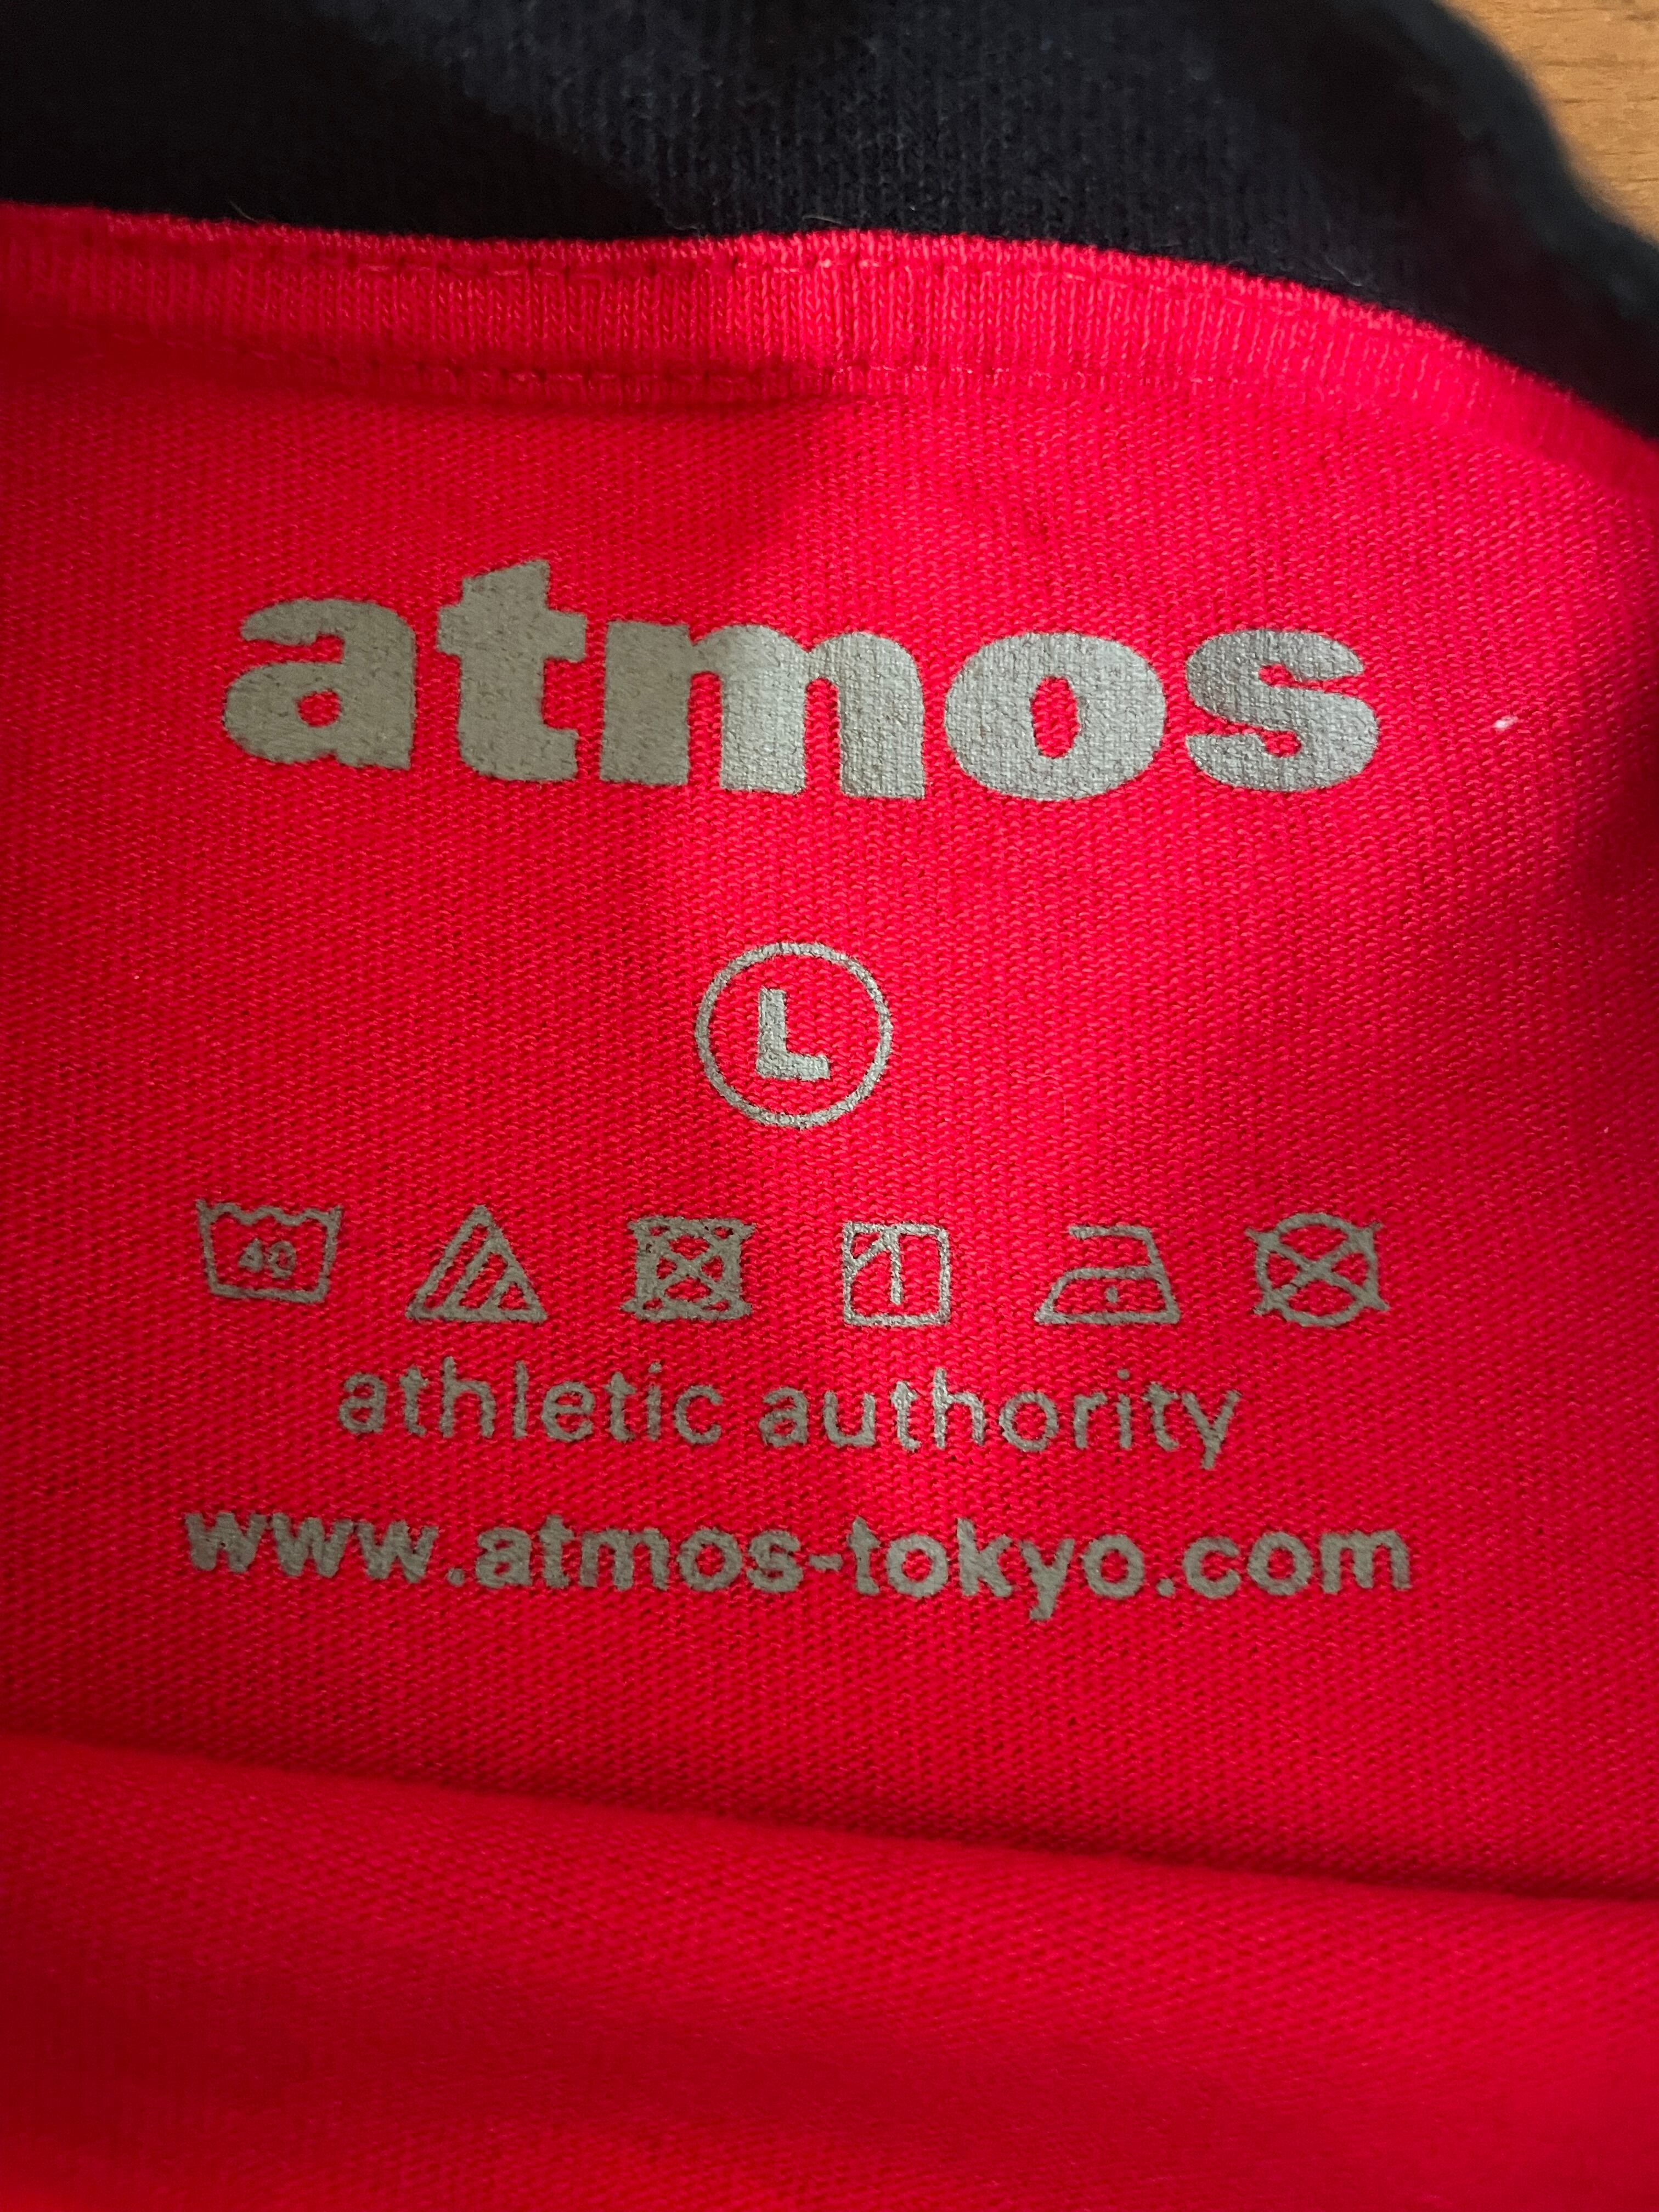 atmos
L
40
athletic authority
www.atmos-tokyo.com